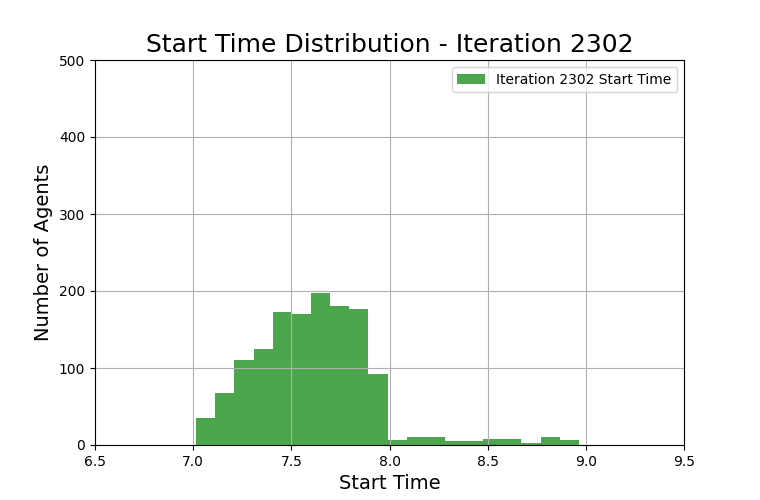 Start Time Distribution - Iteration 2302
500
Iteration 2302 Start Time
400
300
200
100
0
Number of Agents
6.5 7.0 7.5 8.0 8.5 9.0 9.5
Start Time